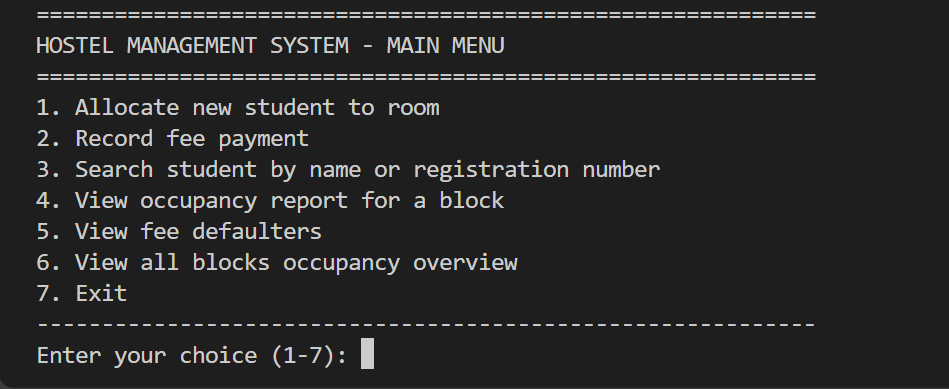 ============================================================
HOSTEL MANAGEMENT SYSTEM - MAIN MENU
============================================================
1. Allocate new student to room
2. Record fee payment
3. Search student by name or registration number
4. View occupancy report for a block
5. View fee defaulters
6. View all blocks occupancy overview
7. Exit
------------------------------------------------------------
Enter your choice (1-7):